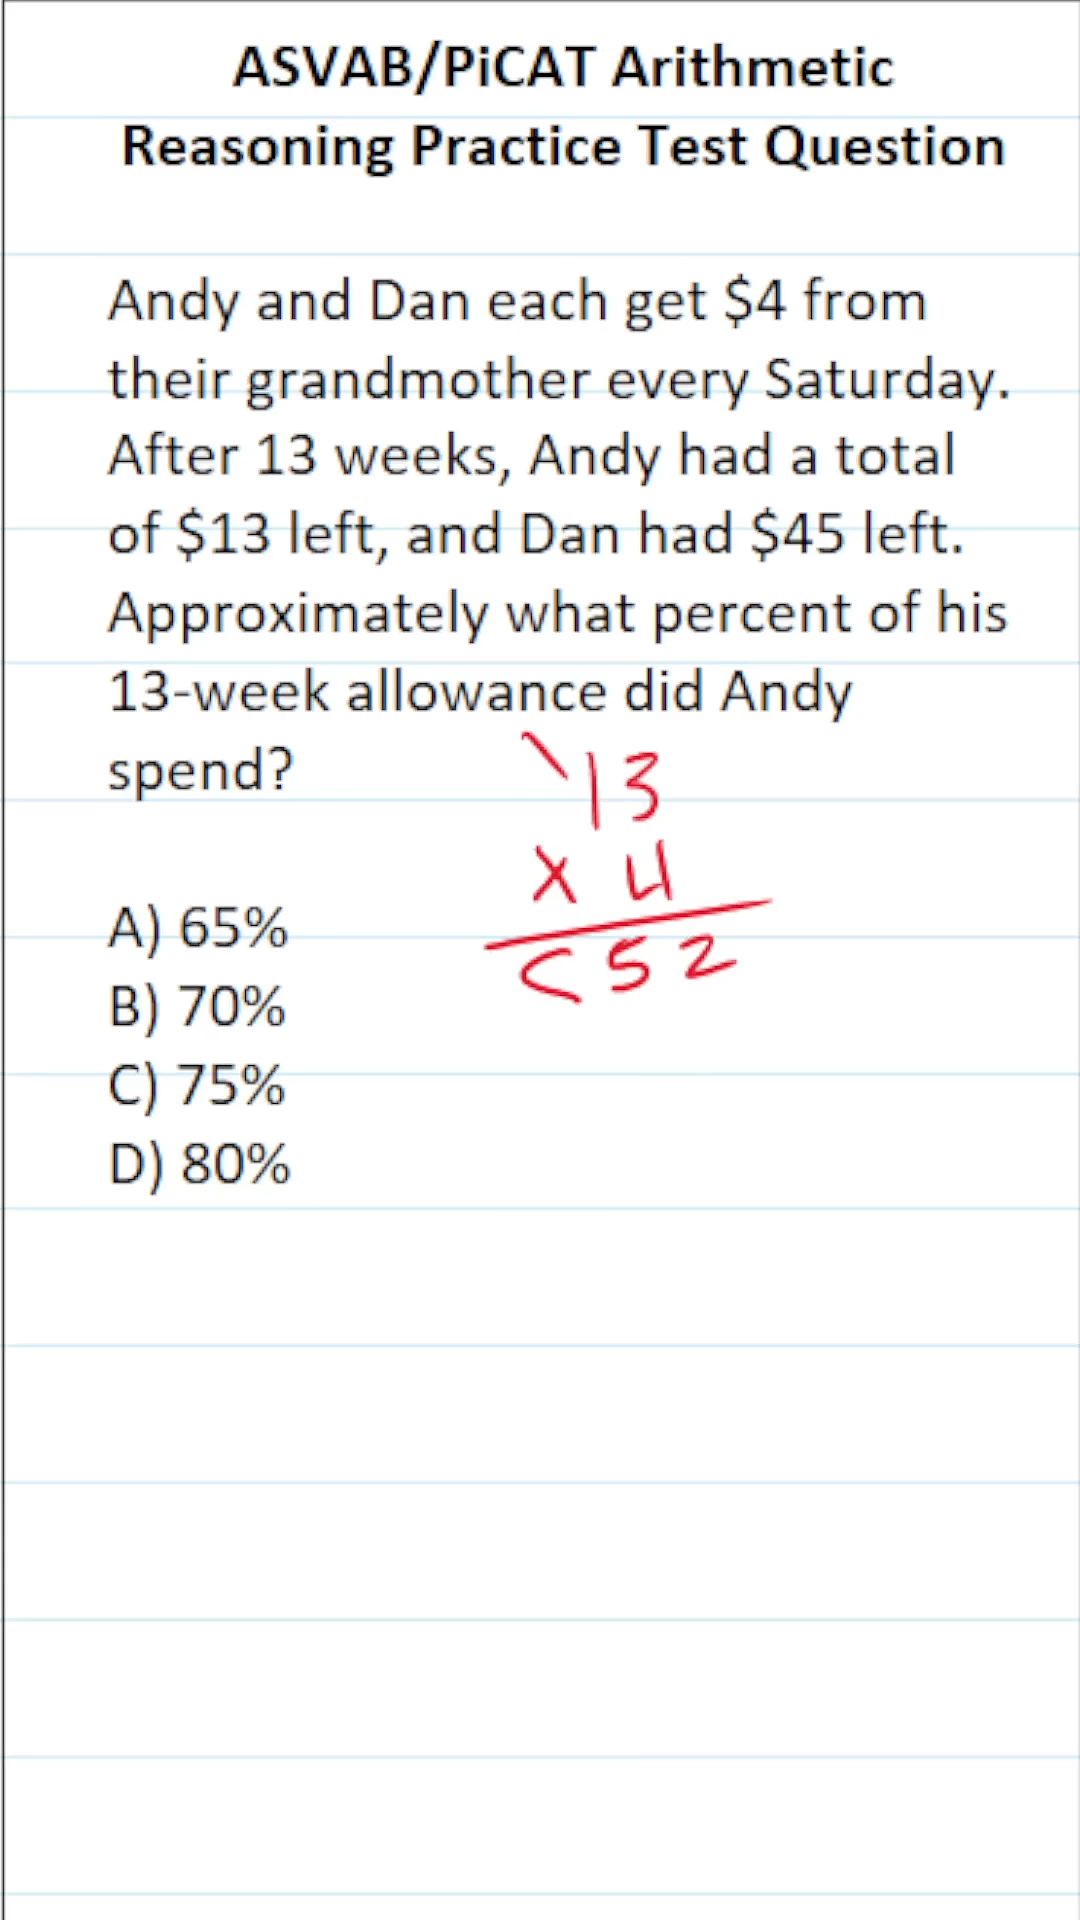 ASVAB/PiCAT Arithmetic
Reasoning Practice Test Question
Andy and Dan each get $4 from
their grandmother every Saturday.
After 13 weeks, Andy had a total
of $13 left, and Dan had $45 left.
Approximately what percent of his
13-week allowance did Andy
spend?
13
x 4
52
A) 65%
B) 70%
C) 75%
D) 80%